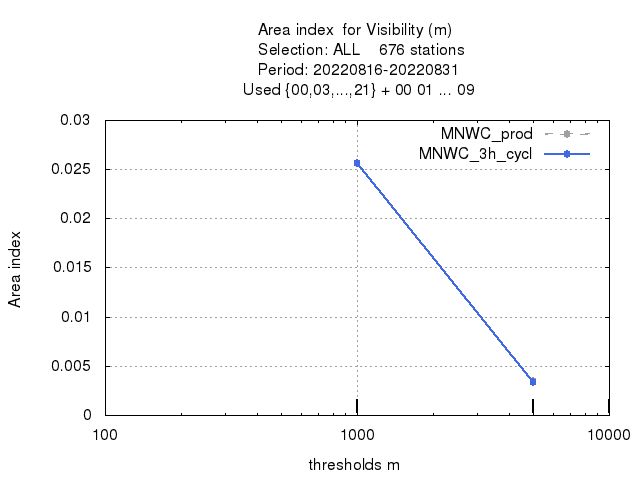 Area index  for Visibility (m)
Selection: ALL    676 stations
Period: 20220816-20220831
Used {00,03,...,21} + 00 01 ... 09
0.03
0.025
0.02
0.015
0.01
0.005
0
MNWC_prod
MNWC_3h_cycl
Area index
100
1000
10000
thresholds m